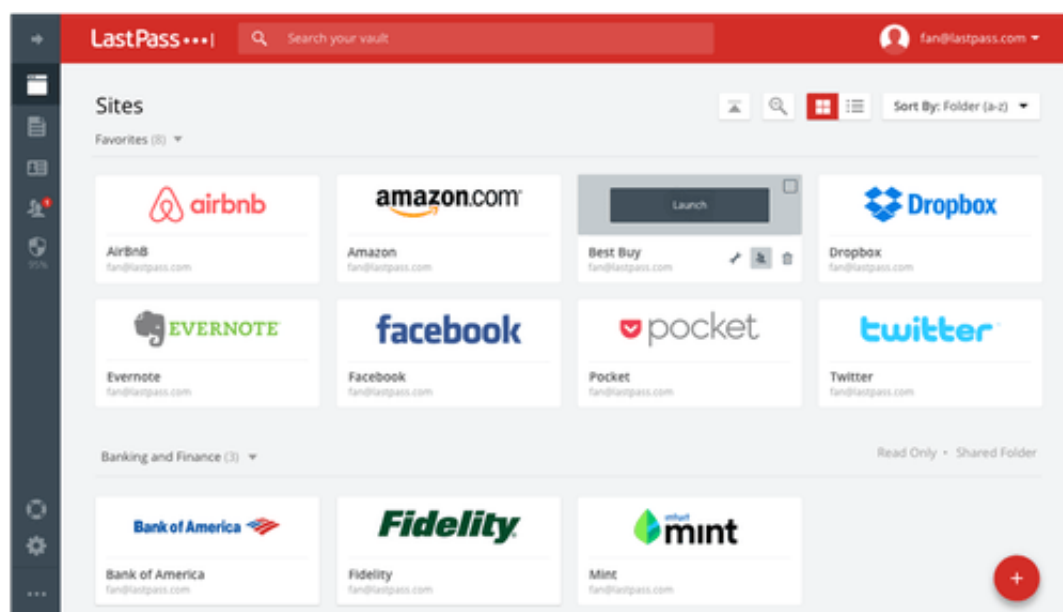 LastPass•••|
Search your vault
fan@lastpass.com
Sites
Sort By: Folder (a-z)
Favorites (8)
airbnb
amazon.com
Launch
Dropbox
AirBnB
fan@lastpass.com
Amazon
fan@lastpass.com
Best Buy
fan@lastpass.com
Dropbox
fan@lastpass.com
1
95%
EVERNOTE
facebook
pocket
twitter
Evernote
fan@lastpass.com
Facebook
fan@lastpass.com
Pocket
fan@lastpass.com
Twitter
fan@lastpass.com
Banking and Finance (3)
Read Only • Shared Folder
Bank of America
Fidelity
intuit
mint
Bank of America
fan@lastpass.com
Fidelity
fan@lastpass.com
Mint
fan@lastpass.com
+